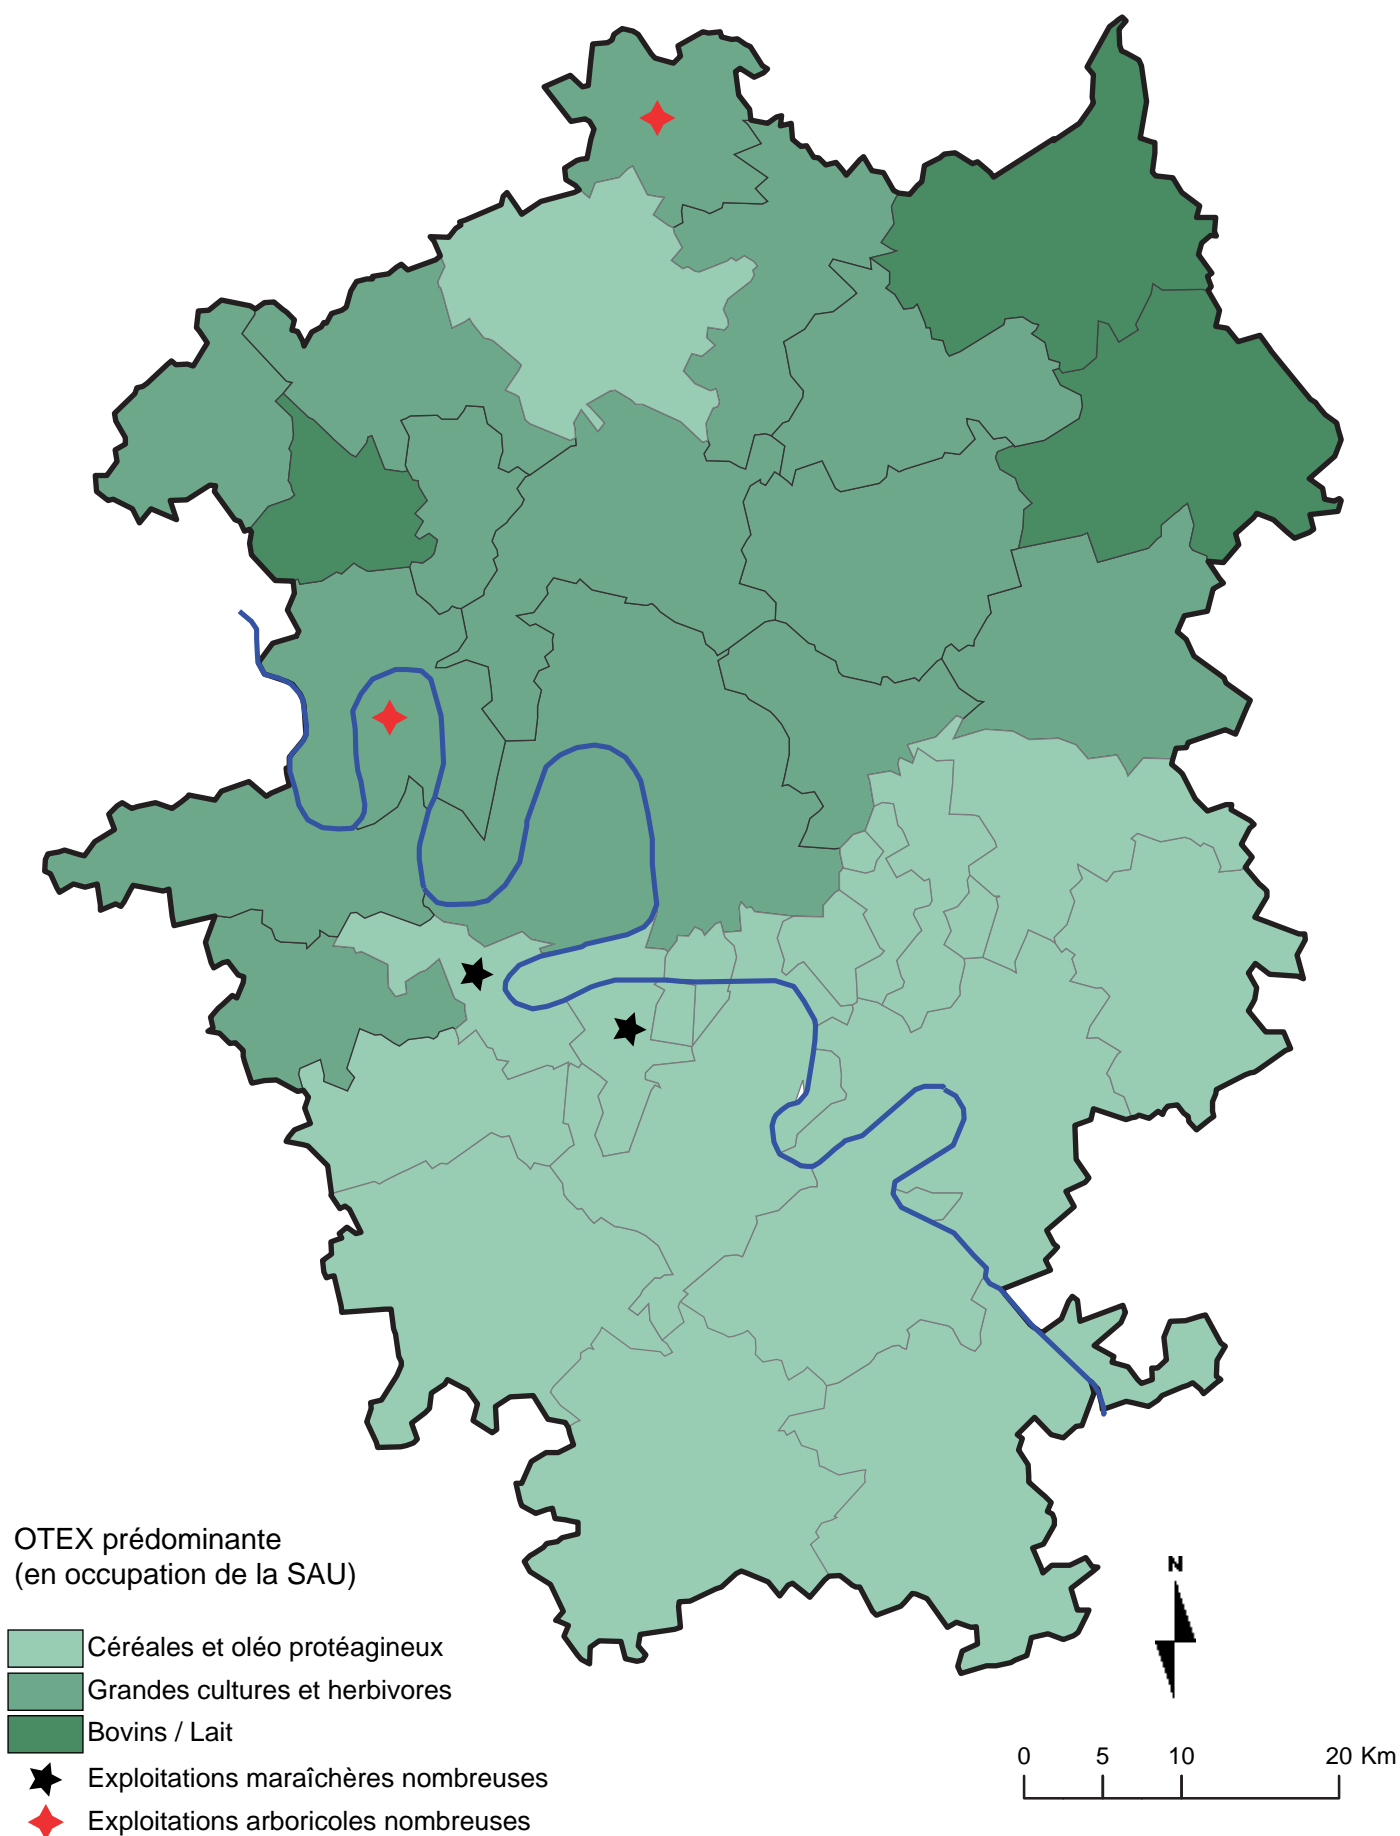 OTEX prédominante
(en occupation de la SAU)
Céréales et oléo protéagineux
Grandes cultures et herbivores
Bovins / Lait
Exploitations maraîchères nombreuses
Exploitations arboricoles nombreuses
N
0 5 10 20 Km